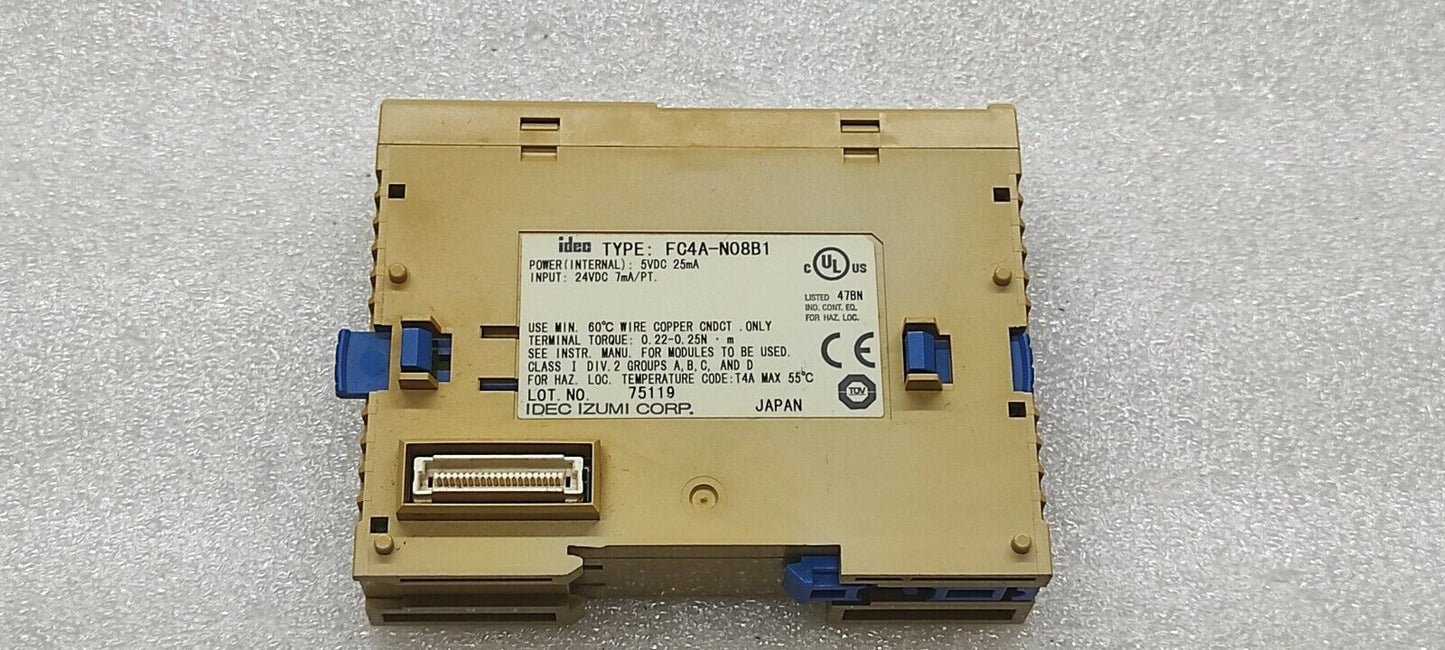 idec TYPE: FC4A-N08B1
POWER(INTERNAL): 5VDC 25mA
INPUT: 24VDC 7mA/PT.
C UL US
LISTED 47BN
IND. CONT. EQ.
FOR HAZ. LOC.
USE MIN. 60°C WIRE COPPER CNDCT .ONLY
TERMINAL TORQUE: 0.22-0.25N・m
SEE INSTR. MANU. FOR MODULES TO BE USED.
CLASS I DIV.2 GROUPS A,B,C, AND D
FOR HAZ. LOC. TEMPERATURE CODE:T4A MAX 55°C
CE
TÜV
LOT.NO. 75119
IDEC IZUMI CORP. JAPAN